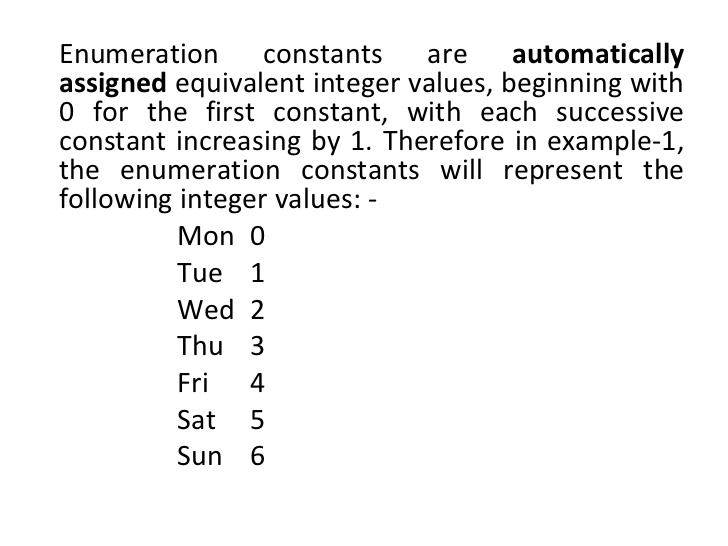 Enumeration constants are automatically
assigned equivalent integer values, beginning with
0 for the first constant, with each successive
constant increasing by 1. Therefore in example-1,
the enumeration constants will represent the
following integer values: -
Mon 0
Tue 1
Wed 2
Thu 3
Fri 4
Sat 5
Sun 6